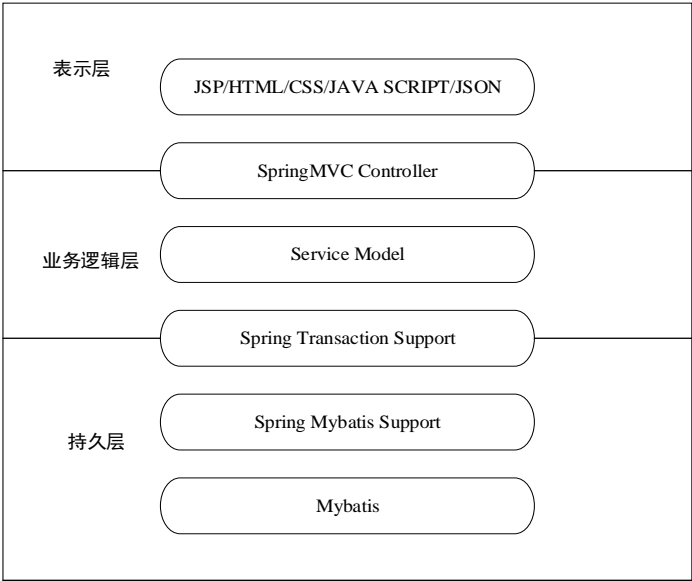 表示层
JSP/HTML/CSS/JAVA SCRIPT/JSON
SpringMVC Controller
业务逻辑层
Service Model
Spring Transaction Support
Spring Mybatis Support
持久层
Mybatis